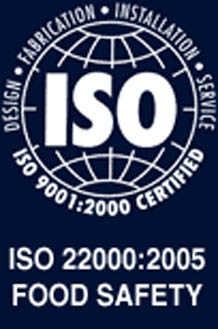 DESIGN • FABRICATION • INSTALLATION • SERVICE
ISO
ISO 9001:2000 CERTIFIED
ISO 22000:2005
FOOD SAFETY